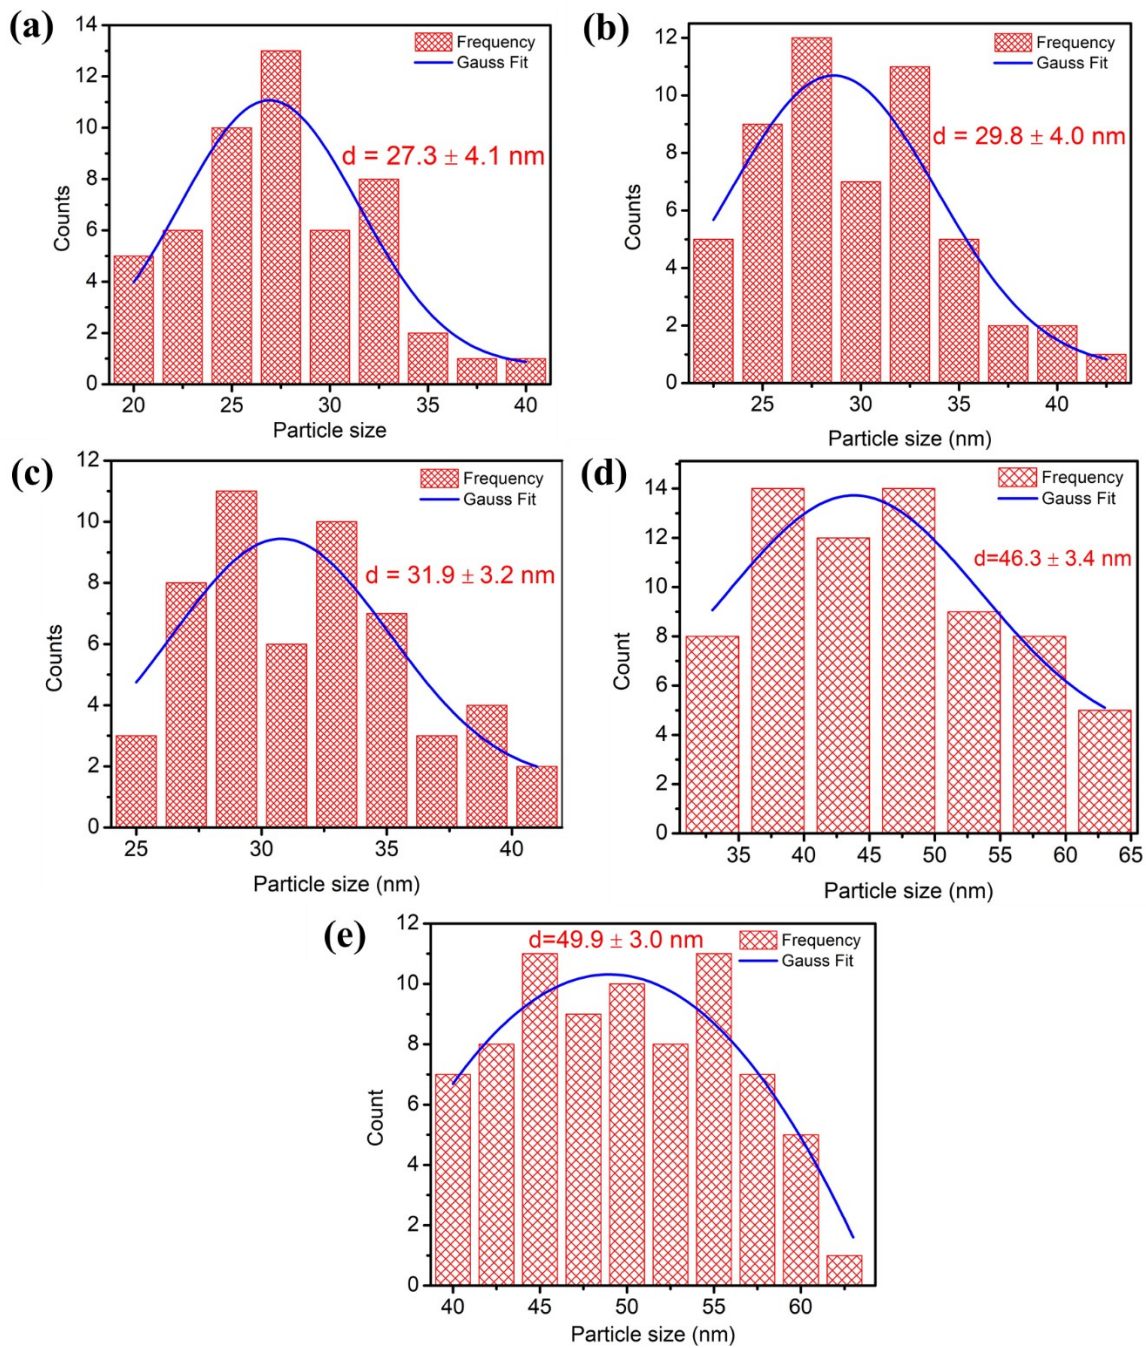 (a)
14
12
10
8
6
4
2
0
Counts
Frequency
Gauss Fit
d = 27.3 ± 4.1 nm
20 25 30 35 40
Particle size
(b)
12
10
8
6
4
2
0
Counts
Frequency
Gauss Fit
d = 29.8 ± 4.0 nm
25 30 35 40
Particle size (nm)
(c)
12
10
8
6
4
2
0
Counts
Frequency
Gauss Fit
d = 31.9 ± 3.2 nm
25 30 35 40
Particle size (nm)
(d)
14
12
10
8
6
4
2
0
Count
Frequency
Gauss Fit
d=46.3 ± 3.4 nm
35 40 45 50 55 60 65
Particle size (nm)
(e)
12
10
8
6
4
2
0
Count
d=49.9 ± 3.0 nm
Frequency
Gauss Fit
40 45 50 55 60
Particle size (nm)